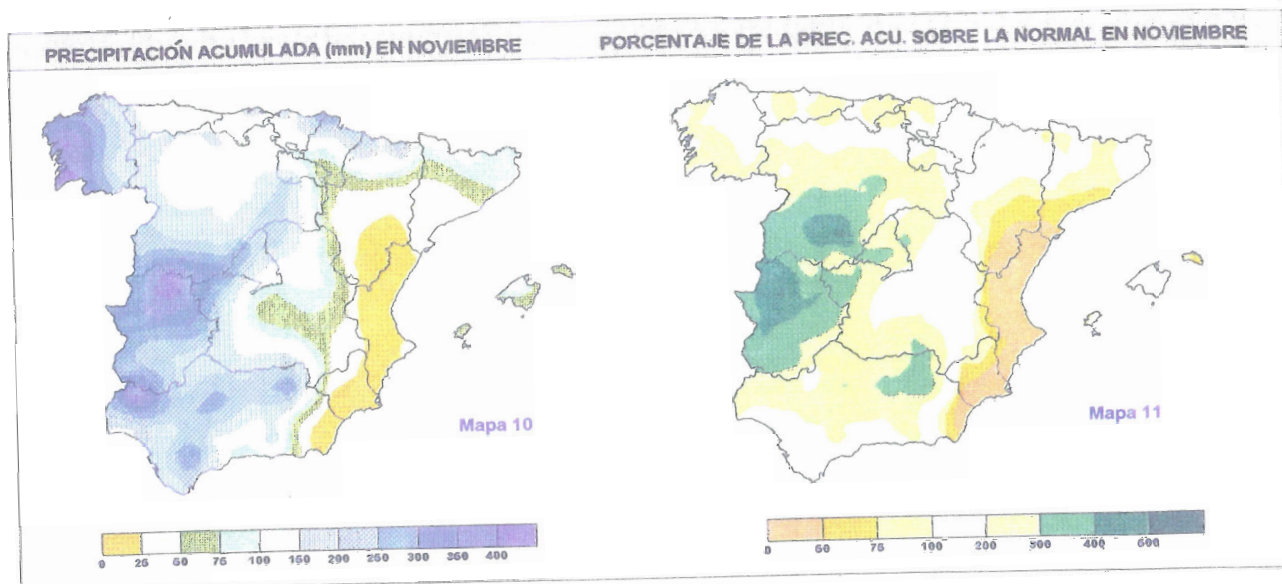 PRECIPITACIÓN ACUMULADA (mm) EN NOVIEMBRE
PORCENTAJE DE LA PREC. ACU. SOBRE LA NORMAL EN NOVIEMBRE
Mapa 10
Mapa 11
0 25 50 75 100 150 200 250 300 350 400
0 50 75 100 200 300 400 500